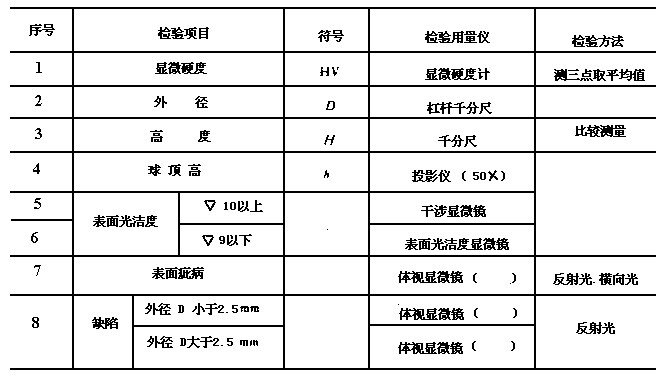 序号 检验项目 符号 检验用量仪 检验方法
1 显微硬度 HV 显微硬度计 测三点取平均值
2 外 径 D 杠杆千分尺
3 高 度 H 千分尺 比较测量
4 球 顶 高 h 投影仪 (50X)
5 表面光洁度 ▽ 10以上 干涉显微镜
6 ▽ 9以下 表面光洁度显微镜
7 表面疵病 体视显微镜 ( ) 反射光.横向光
8 缺陷 外径 D 小于2.5mm 体视显微镜 ( ) 反射光
外径 D大于2.5 mm 体视显微镜 ( )